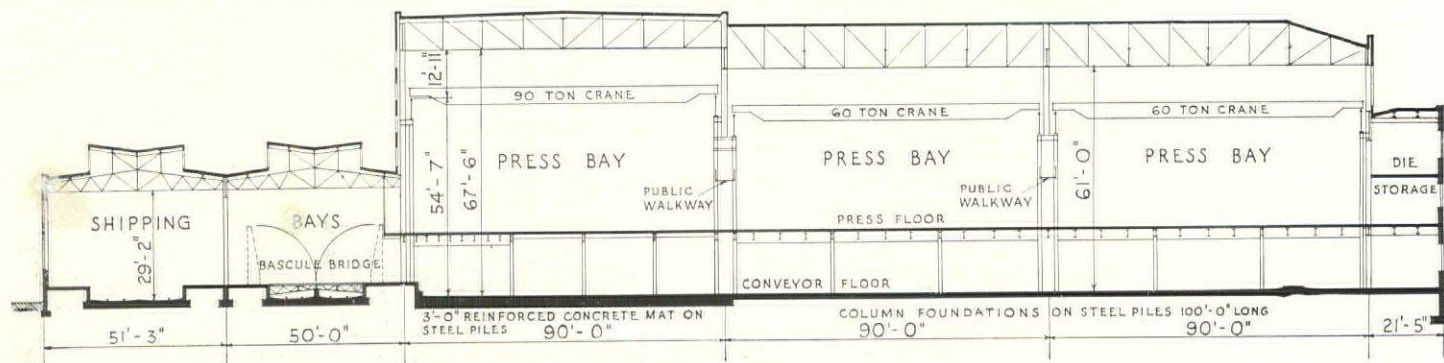 12'-11"
90 TON CRANE
60 TON CRANE
60 TON CRANE
54'-7"
67'-6"
PRESS BAY
PRESS BAY
61'-0"
PRESS BAY
DIE
STORAGE
PUBLIC
WALKWAY
PUBLIC
WALKWAY
SHIPPING
BAYS
PRESS FLOOR
29'-2"
BASCULE BRIDGE
CONVEYOR FLOOR
3'-0" REINFORCED CONCRETE MAT ON
STEEL PILES
COLUMN FOUNDATIONS ON STEEL PILES 100'-0" LONG
51'-3"
50'-0"
90'-0"
90'-0"
90'-0"
21'-5"